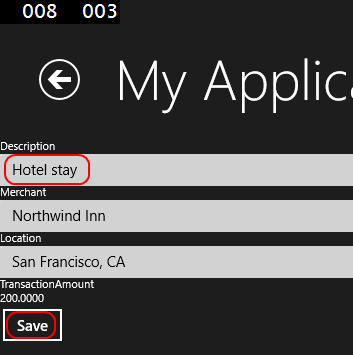 008 003
My Applica
Description
Hotel stay
Merchant
Northwind Inn
Location
San Francisco, CA
TransactionAmount
200.0000
Save